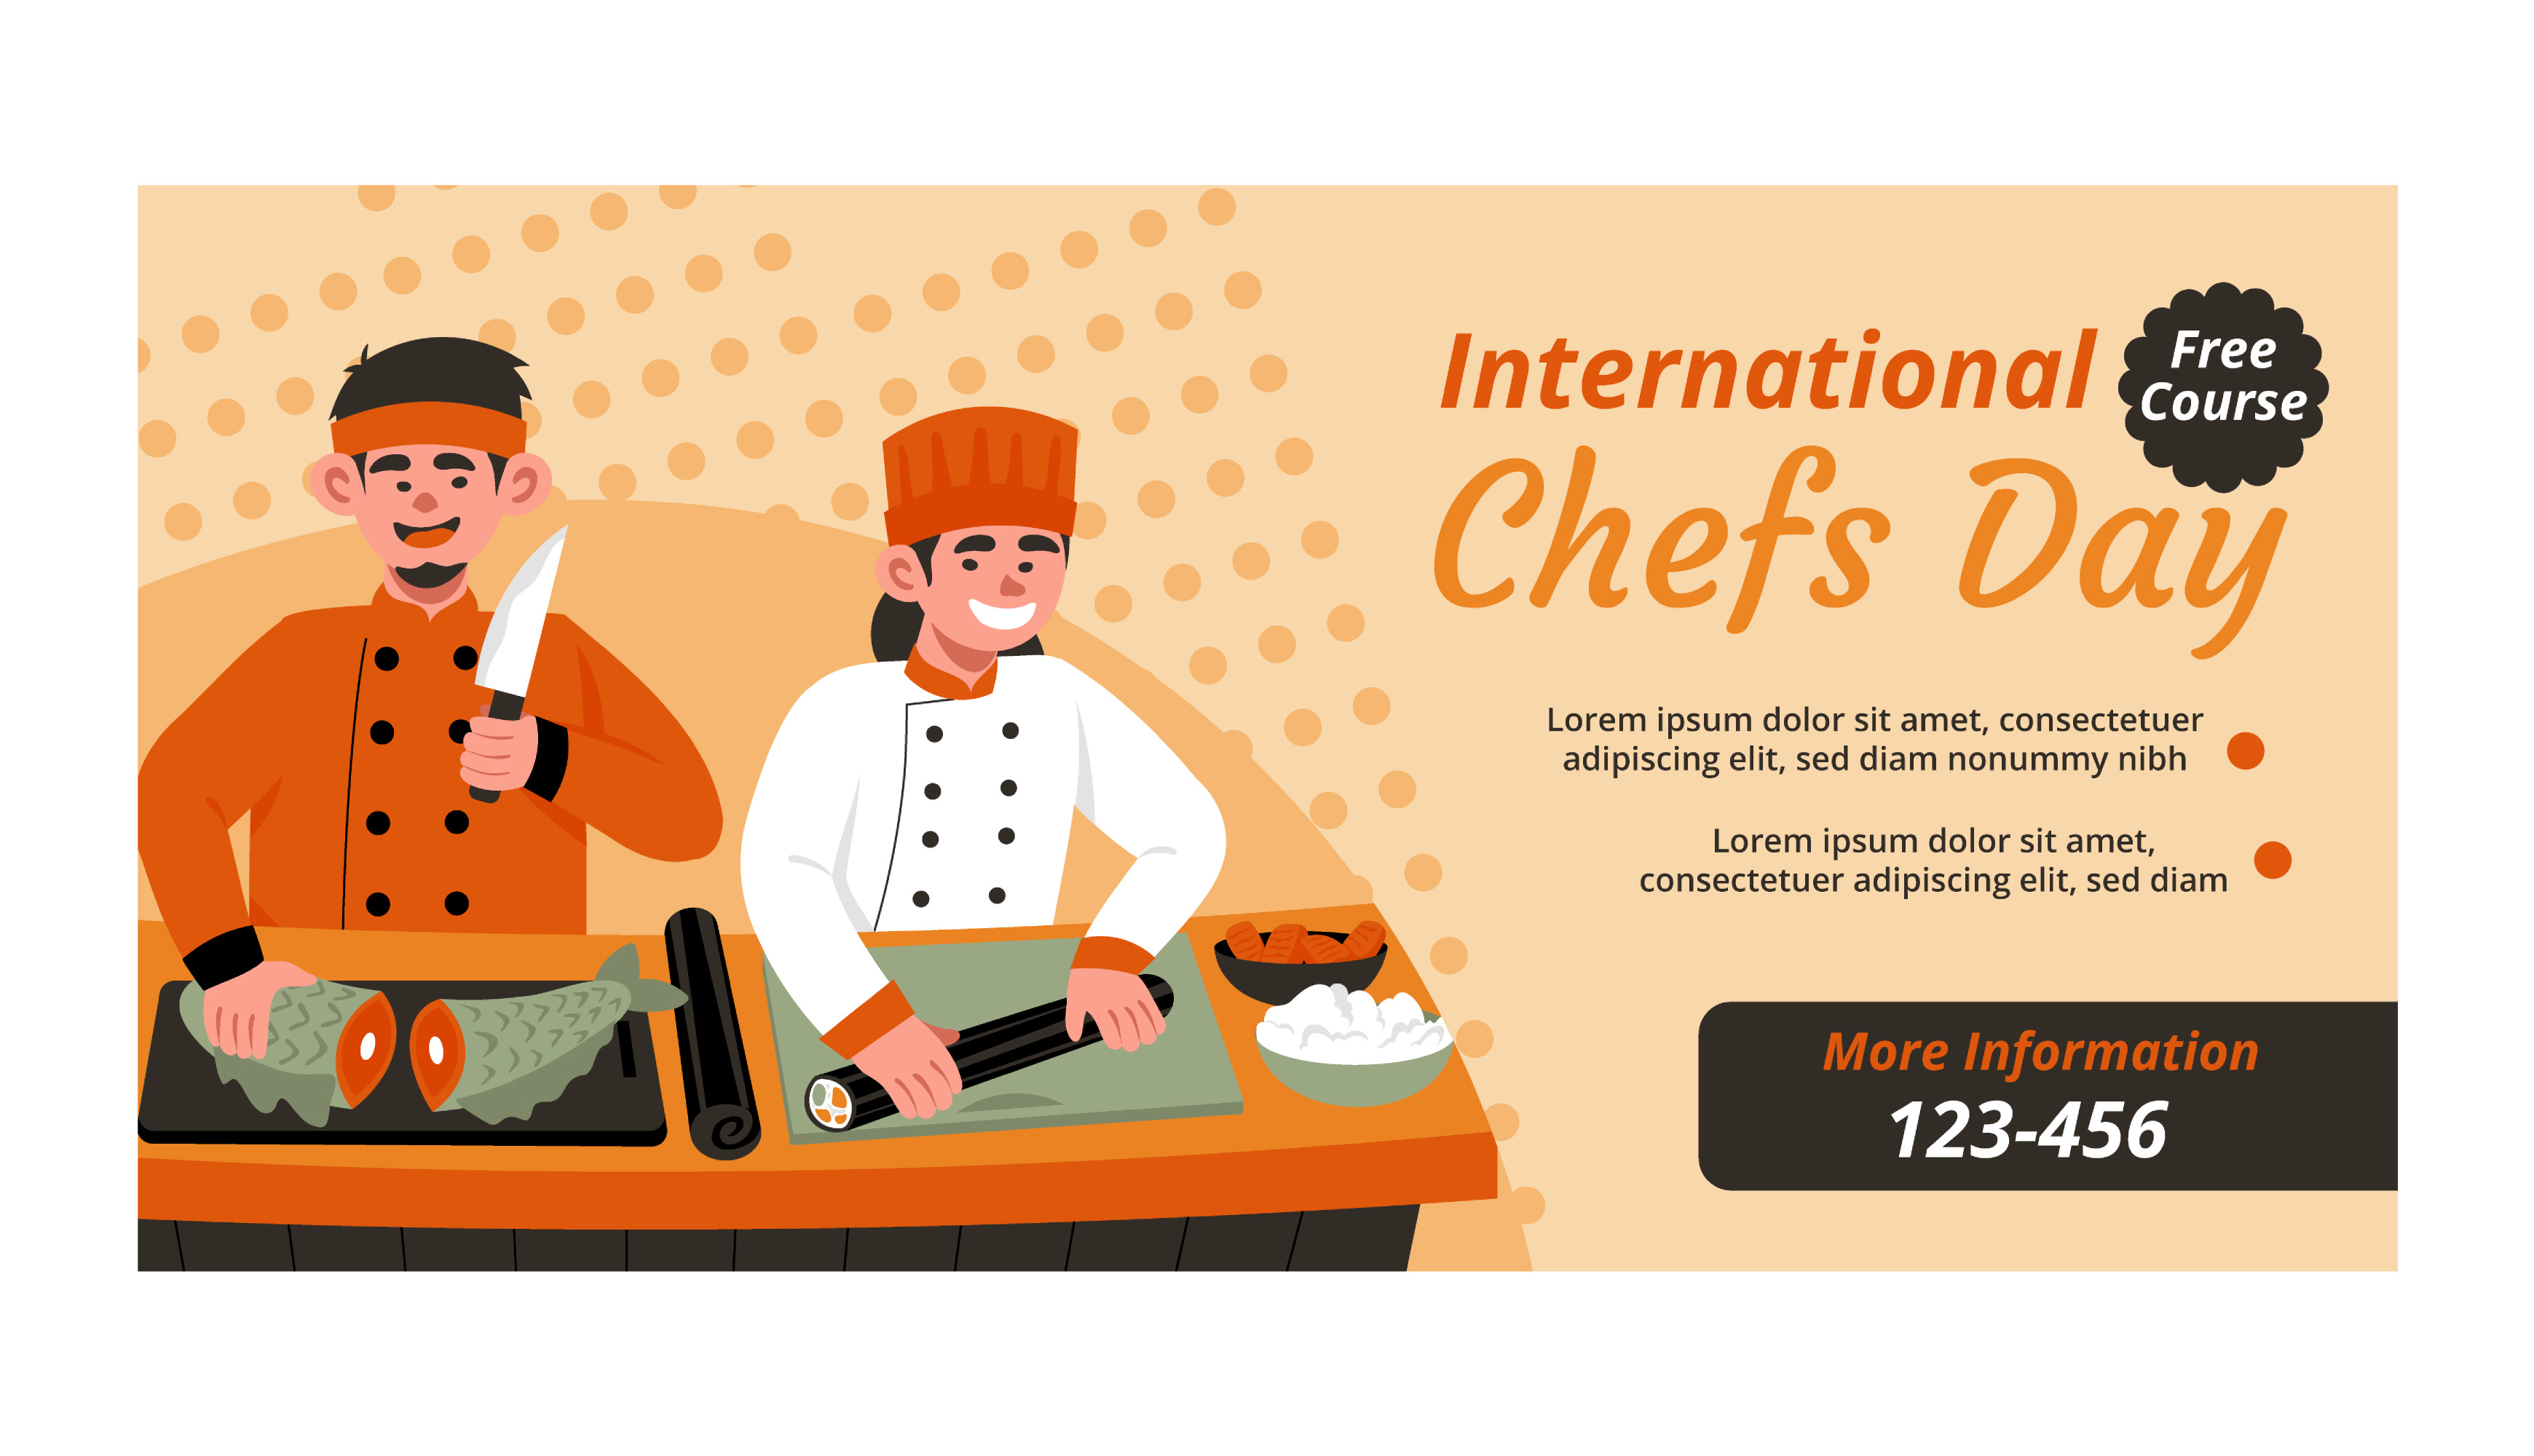 International
Free
Course
Chefs Day
Lorem ipsum dolor sit amet, consectetuer
adipiscing elit, sed diam nonummy nibh
Lorem ipsum dolor sit amet,
consectetuer adipiscing elit, sed diam
More Information
123-456